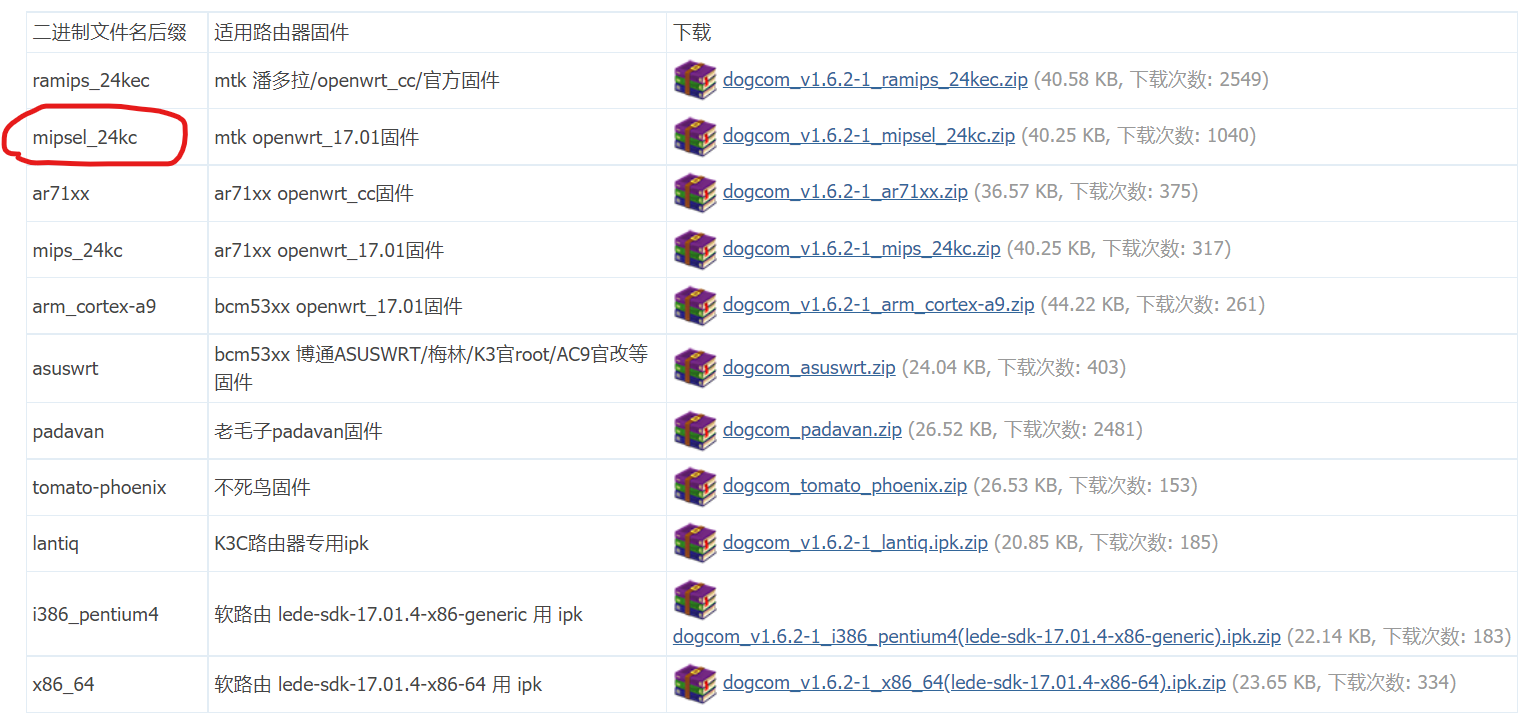 二进制文件名后缀 适用路由器固件 下载
ramips_24kec mtk 潘多拉/openwrt_cc/官方固件 dogcom_v1.6.2-1_ramips_24kec.zip (40.58 KB, 下载次数: 2549)
mipsel_24kc mtk openwrt_17.01固件 dogcom_v1.6.2-1_mipsel_24kc.zip (40.25 KB, 下载次数: 1040)
ar71xx ar71xx openwrt_cc固件 dogcom_v1.6.2-1_ar71xx.zip (36.57 KB, 下载次数: 375)
mips_24kc ar71xx openwrt_17.01固件 dogcom_v1.6.2-1_mips_24kc.zip (40.25 KB, 下载次数: 317)
arm_cortex-a9 bcm53xx openwrt_17.01固件 dogcom_v1.6.2-1_arm_cortex-a9.zip (44.22 KB, 下载次数: 261)
asuswrt bcm53xx 博通ASUSWRT/梅林/K3官root/AC9官改等
固件 dogcom_asuswrt.zip (24.04 KB, 下载次数: 403)
padavan 老毛子padavan固件 dogcom_padavan.zip (26.52 KB, 下载次数: 2481)
tomato-phoenix 不死鸟固件 dogcom_tomato_phoenix.zip (26.53 KB, 下载次数: 153)
lantiq K3C路由器专用ipk dogcom_v1.6.2-1_lantiq.ipk.zip (20.85 KB, 下载次数: 185)
i386_pentium4 软路由 lede-sdk-17.01.4-x86-generic 用 ipk dogcom_v1.6.2-1_i386_pentium4(lede-sdk-17.01.4-x86-generic).ipk.zip (22.14 KB, 下载次数: 183)
x86_64 软路由 lede-sdk-17.01.4-x86-64 用 ipk dogcom_v1.6.2-1_x86_64(lede-sdk-17.01.4-x86-64).ipk.zip (23.65 KB, 下载次数: 334)